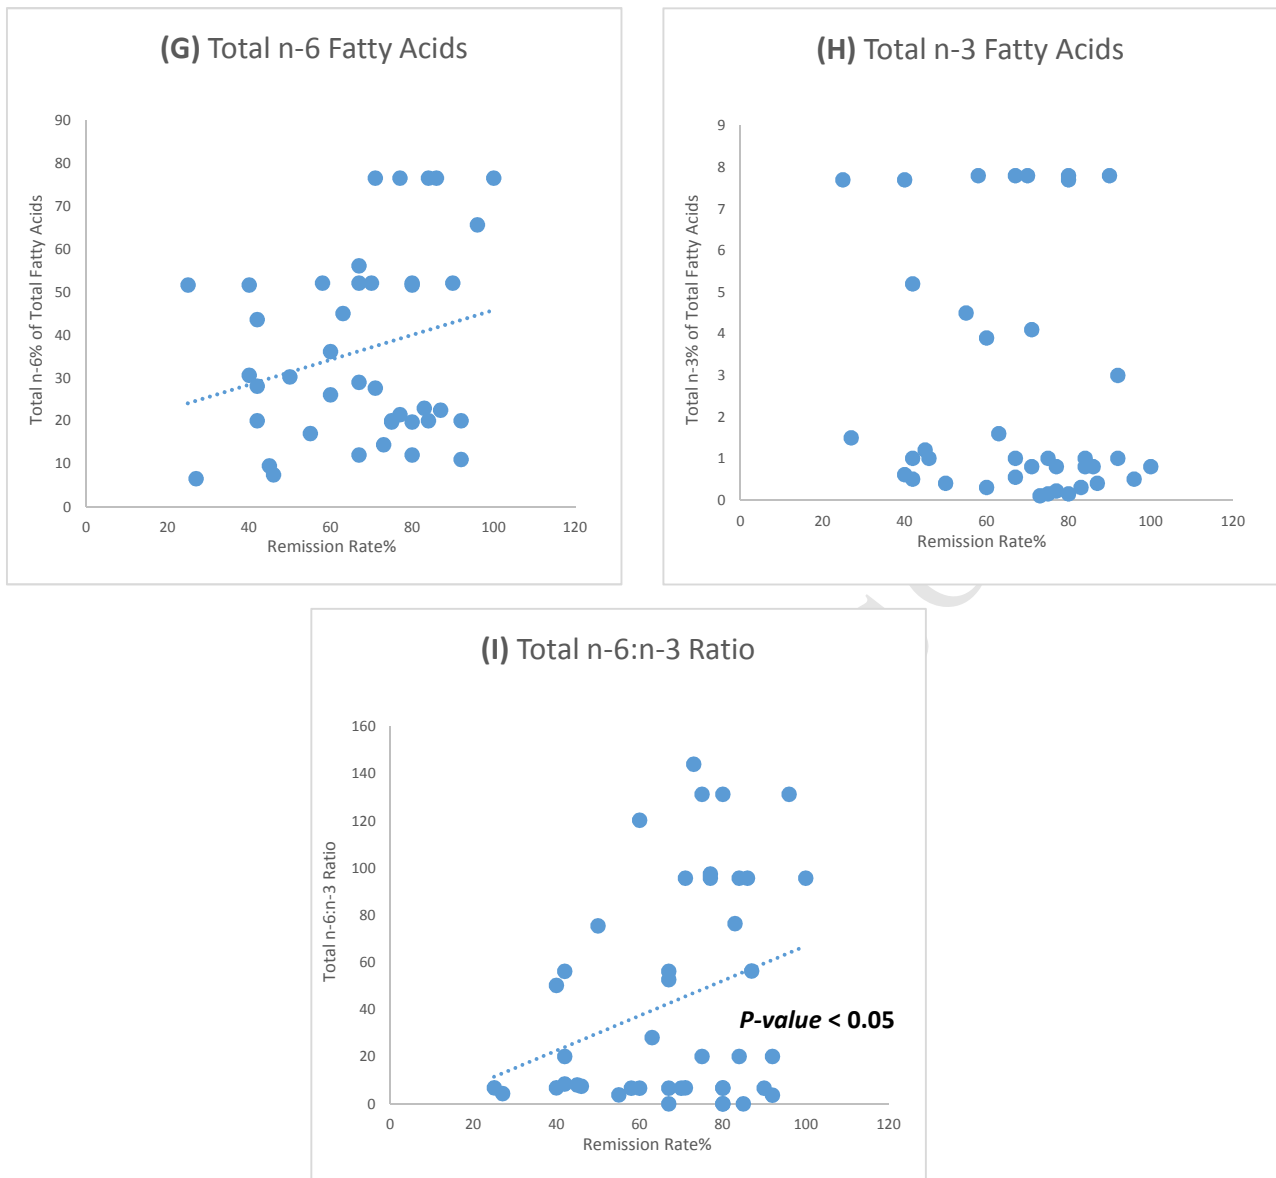 (G) Total n-6 Fatty Acids
Total n-6% of Total Fatty Acids
90
80
70
60
50
40
30
20
10
0
0 20 40 60 80 100 120
Remission Rate%
(H) Total n-3 Fatty Acids
Total n-3% of Total Fatty Acids
9
8
7
6
5
4
3
2
1
0
0 20 40 60 80 100 120
Remission Rate%
(I) Total n-6:n-3 Ratio
Total n-6:n-3 Ratio
160
140
120
100
80
60
40
20
0
P-value < 0.05
0 20 40 60 80 100 120
Remission Rate%